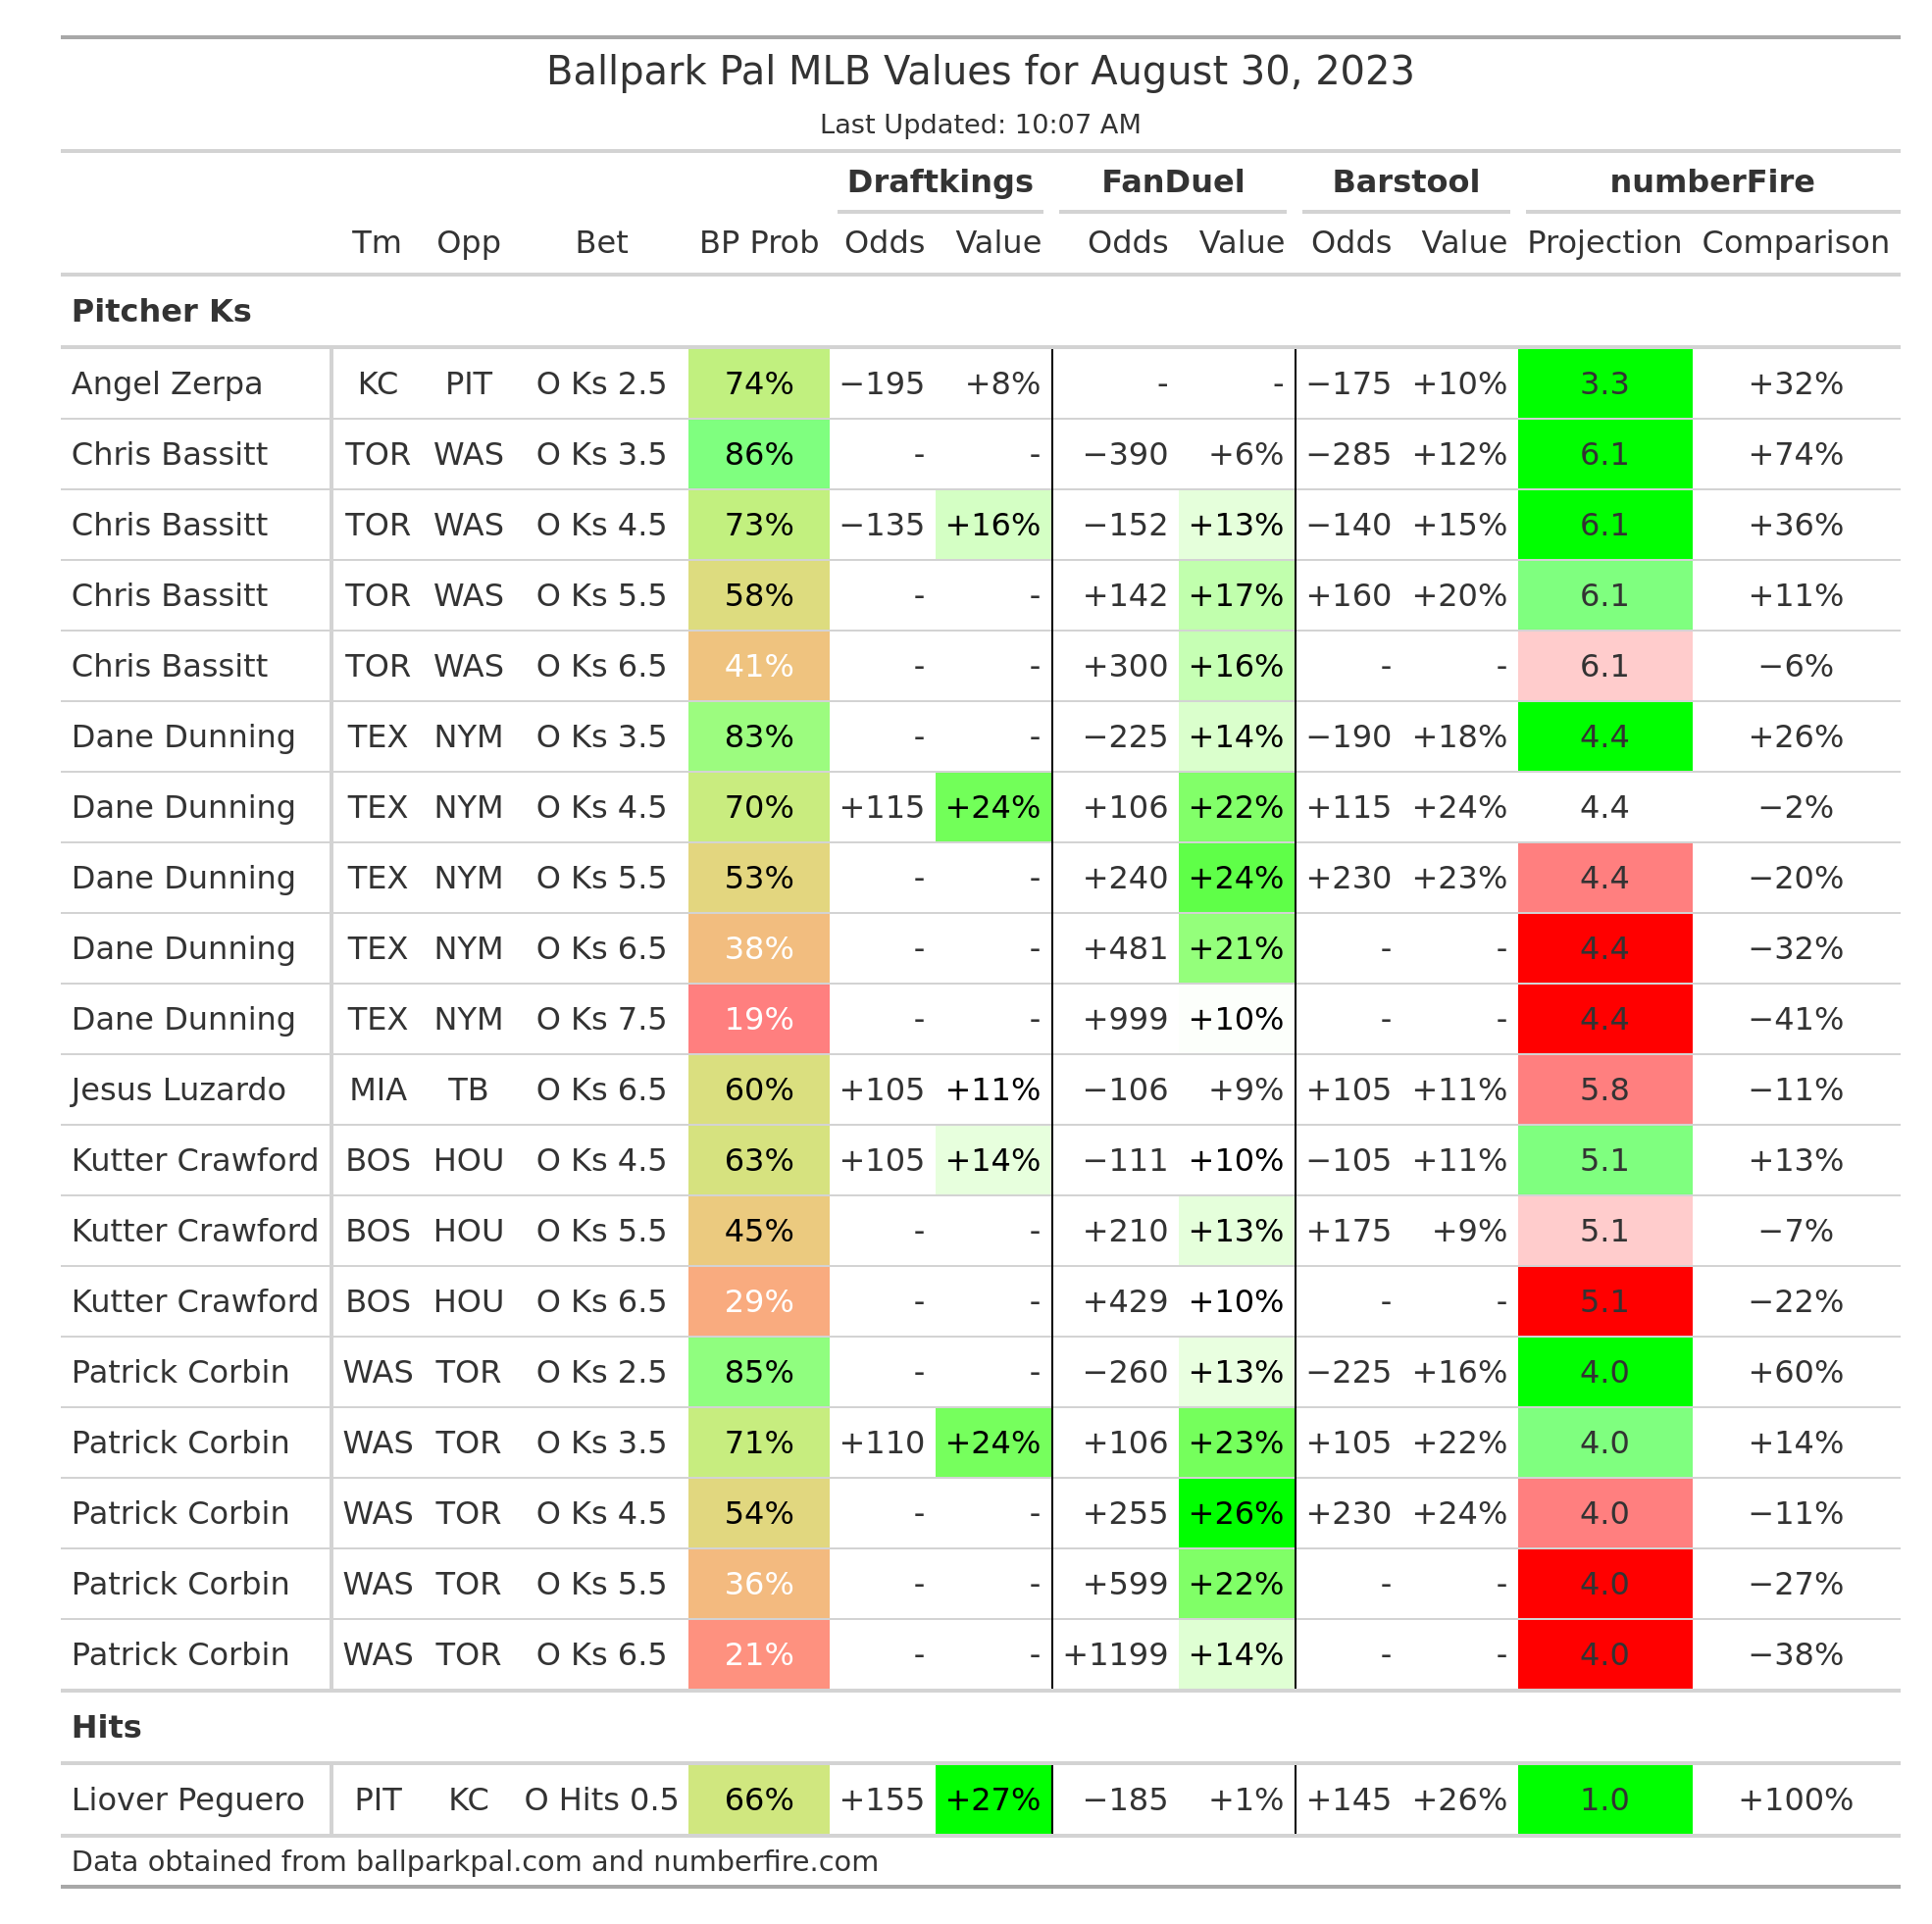 Ballpark Pal MLB Values for August 30, 2023
Last Updated: 10:07 AM
Draftkings FanDuel Barstool numberFire
Tm Opp Bet BP Prob Odds Value Odds Value Odds Value Projection Comparison
Pitcher Ks
Angel Zerpa KC PIT O Ks 2.5 74% −195 +8% - - −175 +10% 3.3 +32%
Chris Bassitt TOR WAS O Ks 3.5 86% - - −390 +6% −285 +12% 6.1 +74%
Chris Bassitt TOR WAS O Ks 4.5 73% −135 +16% −152 +13% −140 +15% 6.1 +36%
Chris Bassitt TOR WAS O Ks 5.5 58% - - +142 +17% +160 +20% 6.1 +11%
Chris Bassitt TOR WAS O Ks 6.5 41% - - +300 +16% - - 6.1 −6%
Dane Dunning TEX NYM O Ks 3.5 83% - - −225 +14% −190 +18% 4.4 +26%
Dane Dunning TEX NYM O Ks 4.5 70% +115 +24% +106 +22% +115 +24% 4.4 −2%
Dane Dunning TEX NYM O Ks 5.5 53% - - +240 +24% +230 +23% 4.4 −20%
Dane Dunning TEX NYM O Ks 6.5 38% - - +481 +21% - - 4.4 −32%
Dane Dunning TEX NYM O Ks 7.5 19% - - +999 +10% - - 4.4 −41%
Jesus Luzardo MIA TB O Ks 6.5 60% +105 +11% −106 +9% +105 +11% 5.8 −11%
Kutter Crawford BOS HOU O Ks 4.5 63% +105 +14% −111 +10% −105 +11% 5.1 +13%
Kutter Crawford BOS HOU O Ks 5.5 45% - - +210 +13% +175 +9% 5.1 −7%
Kutter Crawford BOS HOU O Ks 6.5 29% - - +429 +10% - - 5.1 −22%
Patrick Corbin WAS TOR O Ks 2.5 85% - - −260 +13% −225 +16% 4.0 +60%
Patrick Corbin WAS TOR O Ks 3.5 71% +110 +24% +106 +23% +105 +22% 4.0 +14%
Patrick Corbin WAS TOR O Ks 4.5 54% - - +255 +26% +230 +24% 4.0 −11%
Patrick Corbin WAS TOR O Ks 5.5 36% - - +599 +22% - - 4.0 −27%
Patrick Corbin WAS TOR O Ks 6.5 21% - - +1199 +14% - - 4.0 −38%
Hits
Liover Peguero PIT KC O Hits 0.5 66% +155 +27% −185 +1% +145 +26% 1.0 +100%
Data obtained from ballparkpal.com and numberfire.com